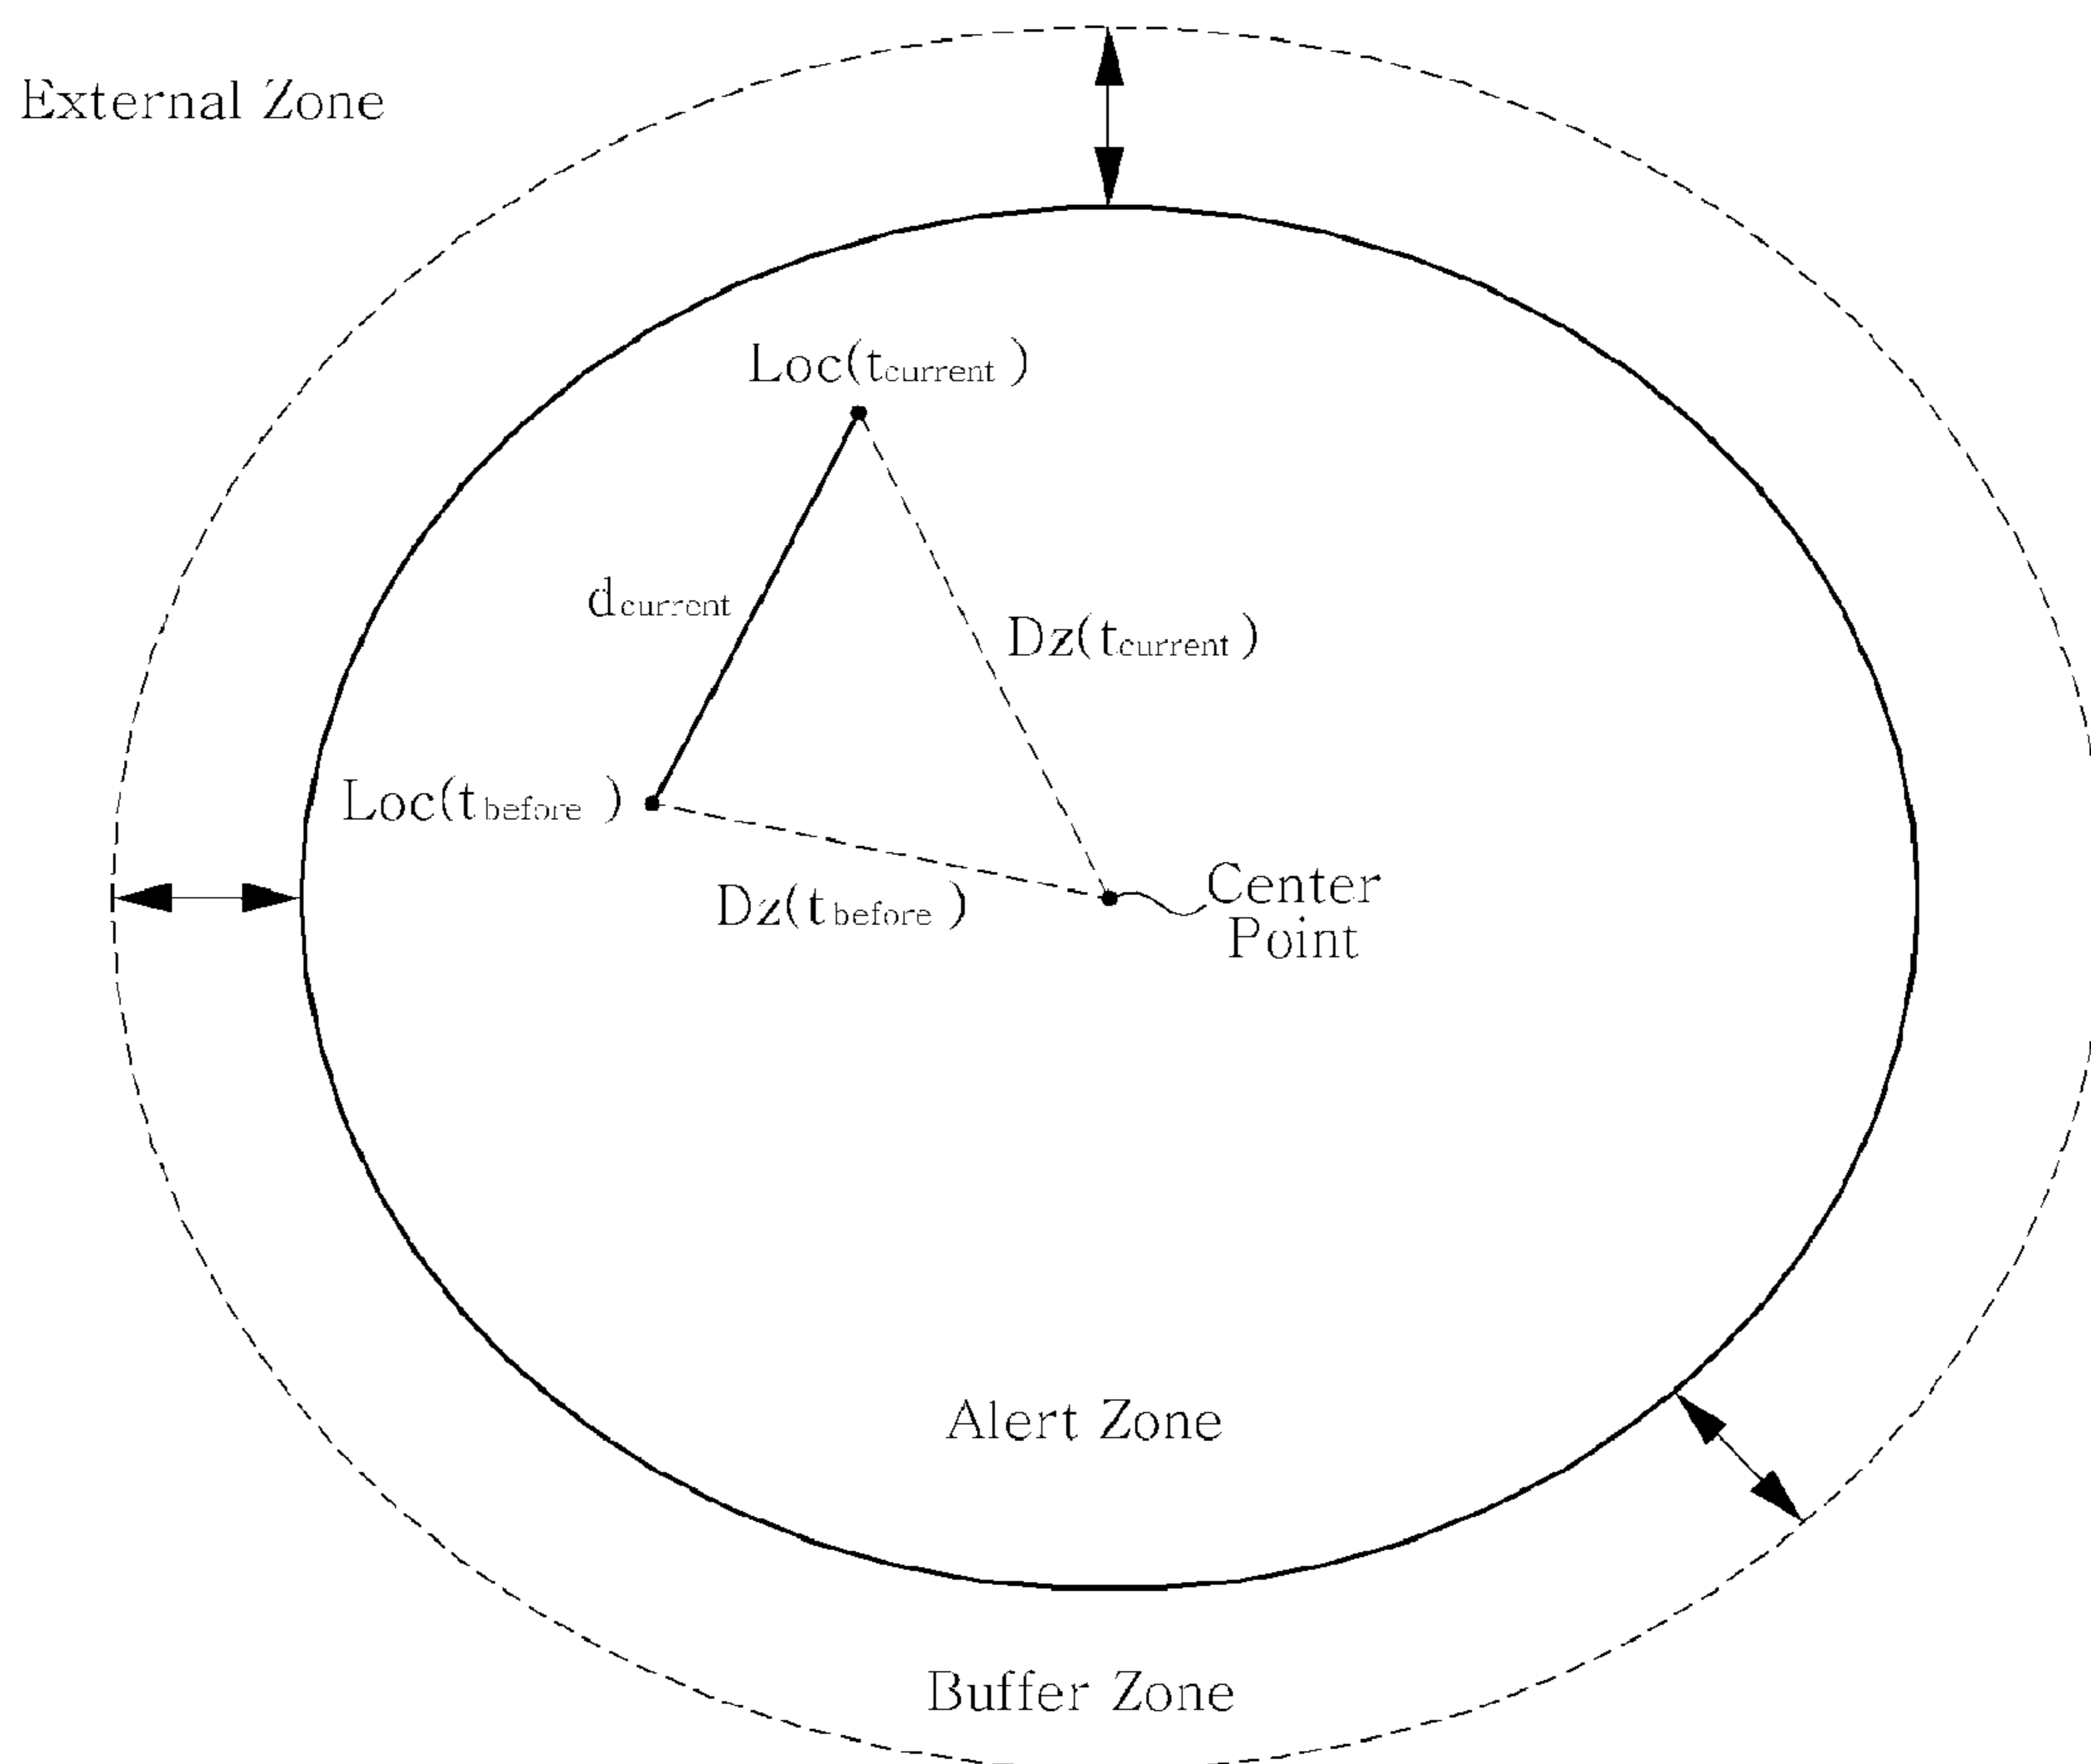 External Zone
Loc(tcurrent )
dcurrent
Dz(tcurrent )
Loc(tbefore )
Dz(tbefore )
Center
Point
Alert Zone
Buffer Zone